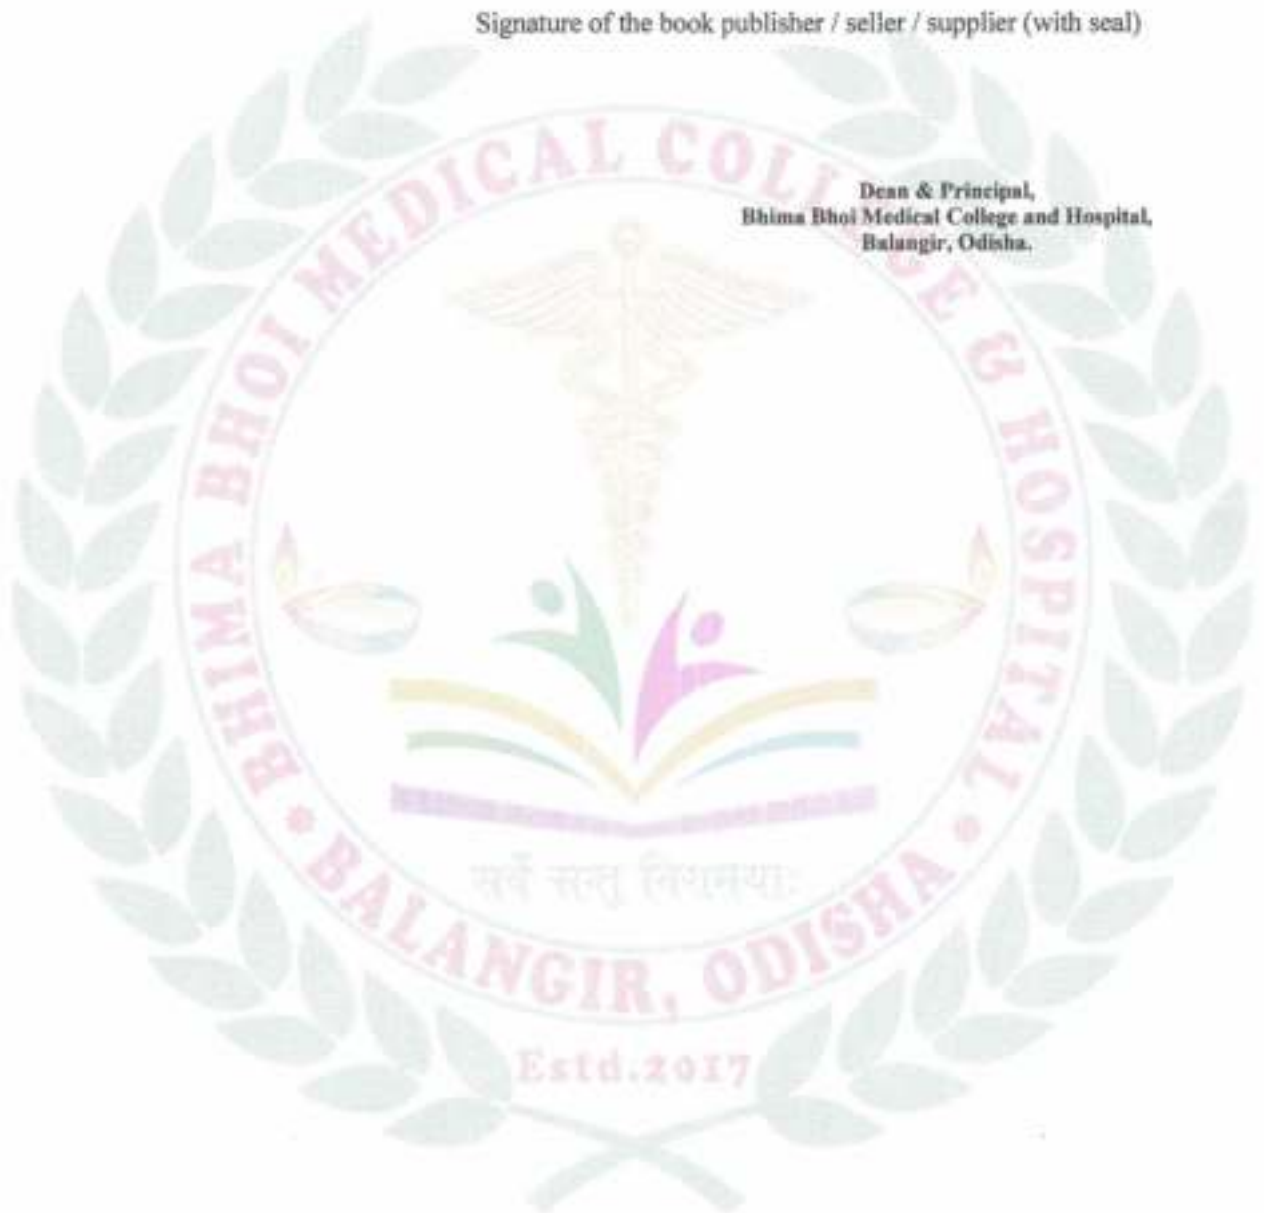 Signature of the book publisher / seller / supplier (with seal)
Dean & Principal,
Bhima Bhoi Medical College and Hospital,
Balangir, Odisha.
BHIMA BHOI MEDICAL COLLEGE & HOSPITAL
सर्वे सन्तु निरामयाः
* BALANGIR, ODISHA *
Estd.2017